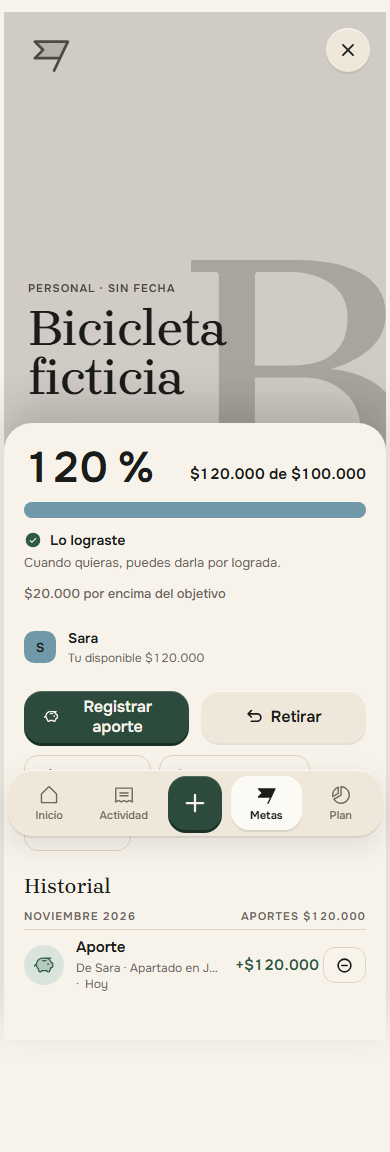 PERSONAL · SIN FECHA
Bicicleta
ficticia
B
120 %
$120.000 de $100.000
Lo lograste
Cuando quieras, puedes darla por lograda.
$20.000 por encima del objetivo
S
Sara
Tu disponible $120.000
Registrar
aporte
Retirar
Inicio
Actividad
Metas
Plan
Historial
NOVIEMBRE 2026
APORTES $120.000
Aporte
De Sara · Apartado en J...
· Hoy
+$120.000